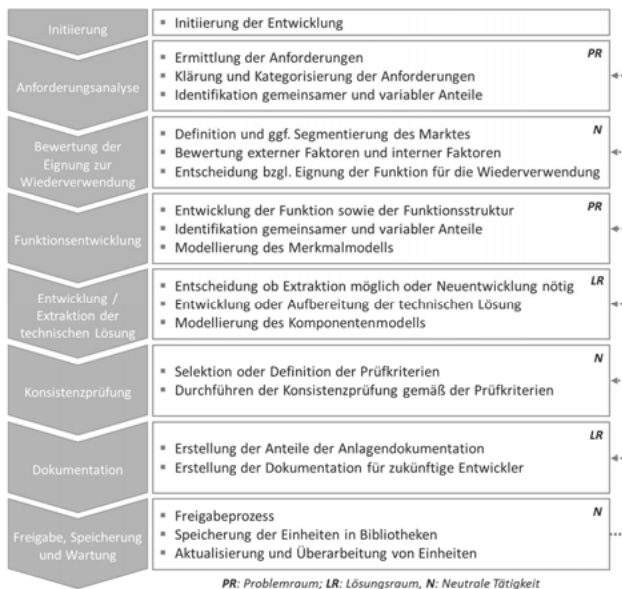 Initiierung
▪ Initiierung der Entwicklung
Anforderungsanalyse
▪ Ermittlung der Anforderungen
PR
▪ Klärung und Kategorisierung der Anforderungen
▪ Identifikation gemeinsamer und variabler Anteile
Bewertung der
Eignung zur
Wiederverwendung
▪ Definition und ggf. Segmentierung des Marktes
N
▪ Bewertung externer Faktoren und interner Faktoren
▪ Entscheidung bzgl. Eignung der Funktion für die Wiederverwendung
Funktionsentwicklung
▪ Entwicklung der Funktion sowie der Funktionsstruktur
PR
▪ Identifikation gemeinsamer und variabler Anteile
▪ Modellierung des Merkmalmodells
Entwicklung /
Extraktion der
technischen Lösung
▪ Entscheidung ob Extraktion möglich oder Neuentwicklung nötig
LR
▪ Entwicklung oder Aufbereitung der technischen Lösung
▪ Modellierung des Komponentenmodells
Konsistenzprüfung
▪ Selektion oder Definition der Prüfkriterien
N
▪ Durchführen der Konsistenzprüfung gemäß der Prüfkriterien
Dokumentation
▪ Erstellung der Anteile der Anlagendokumentation
LR
▪ Erstellung der Dokumentation für zukünftige Entwickler
Freigabe, Speicherung
und Wartung
▪ Freigabeprozess
N
▪ Speicherung der Einheiten in Bibliotheken
▪ Aktualisierung und Überarbeitung von Einheiten
PR: Problemraum; LR: Lösungsraum, N: Neutrale Tätigkeit